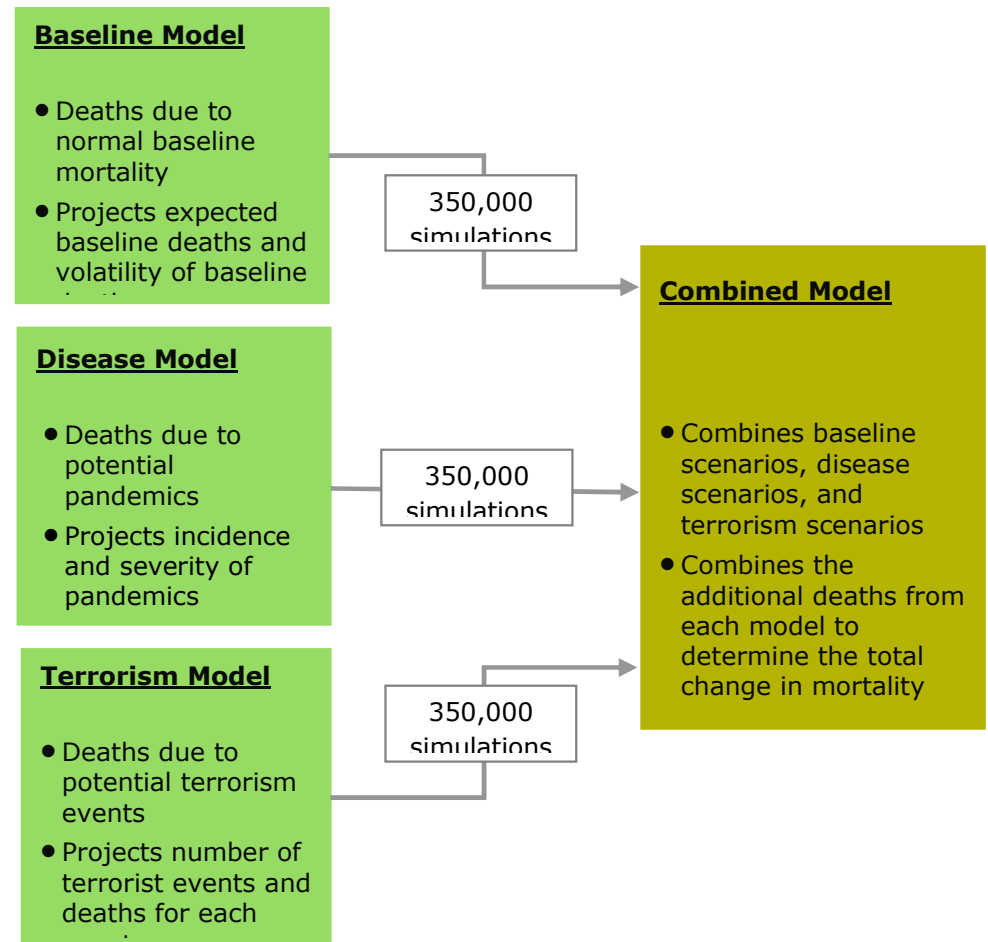 Baseline Model
• Deaths due to
normal baseline
mortality
• Projects expected
baseline deaths and
volatility of baseline
350,000
simulations
Disease Model
• Deaths due to
potential
pandemics
• Projects incidence
and severity of
pandemics
350,000
simulations
Terrorism Model
• Deaths due to
potential terrorism
events
• Projects number of
terrorist events and
deaths for each
350,000
simulations
Combined Model
• Combines baseline
scenarios, disease
scenarios, and
terrorism scenarios
• Combines the
additional deaths from
each model to
determine the total
change in mortality